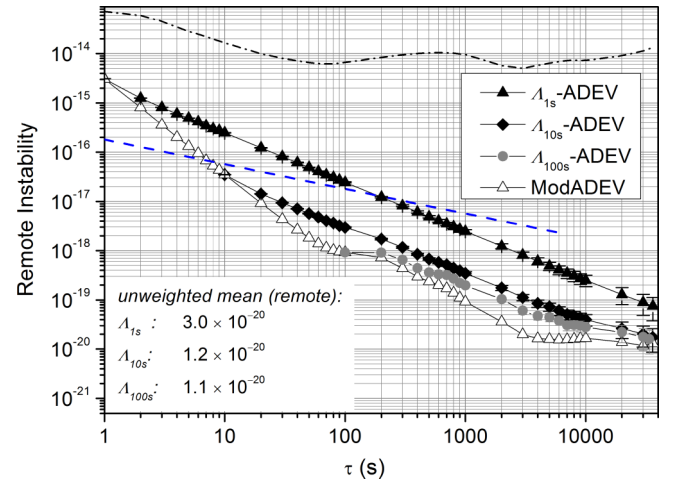 Remote Instability
10⁻¹⁴
10⁻¹⁵
10⁻¹⁶
10⁻¹⁷
10⁻¹⁸
10⁻¹⁹
10⁻²⁰
10⁻²¹
Λ₁ₛ-ADEV
Λ₁₀ₛ-ADEV
Λ₁₀₀ₛ-ADEV
ModADEV
unweighted mean (remote):
Λ₁ₛ : 3.0 × 10⁻²⁰
Λ₁₀ₛ: 1.2 × 10⁻²⁰
Λ₁₀₀ₛ: 1.1 × 10⁻²⁰
1 10 100 1000 10000
τ (s)